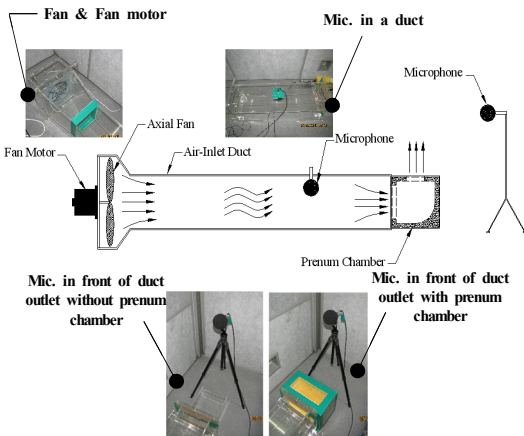 Fan & Fan motor
Mic. in a duct
Microphone
Axial Fan
Fan Motor
Air-Inlet Duct
Microphone
Prenum Chamber
Mic. in front of duct
outlet without prenum
chamber
Mic. in front of duct
outlet with prenum
chamber